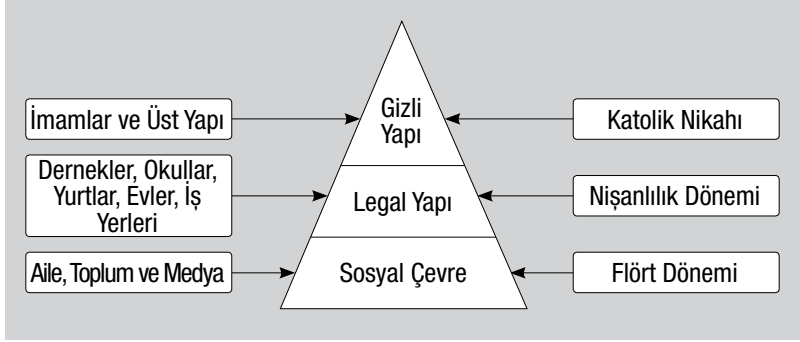 Gizli
Yapı
İmamlar ve Üst Yapı
Katolik Nikahı
Dernekler, Okullar,
Yurtlar, Evler, İş
Yerleri
Legal Yapı
Nişanlılık Dönemi
Aile, Toplum ve Medya
Sosyal Çevre
Flört Dönemi